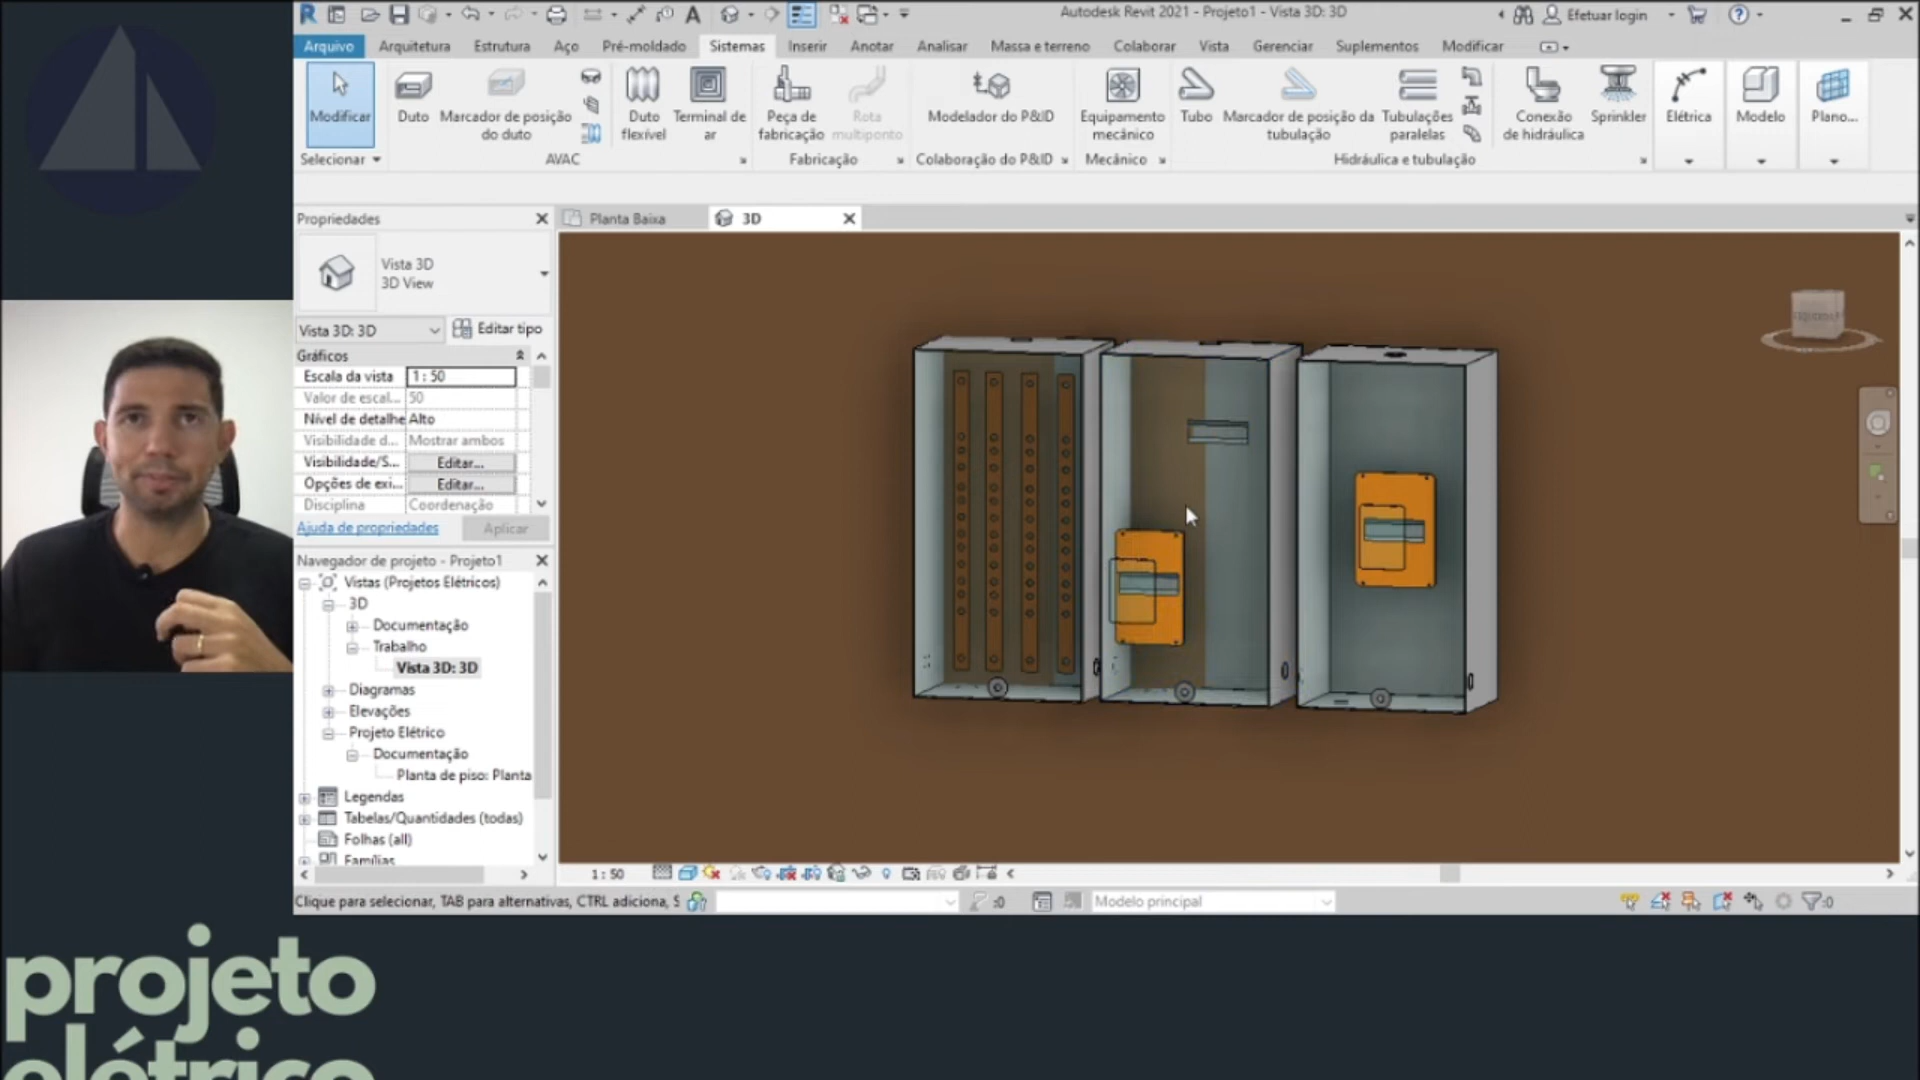 Autodesk Revit 2021 - Projeto1 - Vista 3D: 3D
Efetuar login
Arquivo Arquitetura Estrutura Aço Pré-moldado Sistemas Inserir Anotar Analisar Massa e terreno Colaborar Vista Gerenciar Suplementos Modificar
Modificar
Duto
Marcador de posição do duto
Duto flexível
Terminal de ar
Peça de fabricação
Rota multiponto
Modelador do P&ID
Equipamento mecânico
Tubo
Marcador de posição da tubulação
Tubulações paralelas
Conexão de hidráulica
Sprinkler
Elétrica
Modelo
Plano...
Selecionar
AVAC
Fabricação
Colaboração do P&ID
Mecânico
Hidráulica e tubulação
Propriedades
Planta Baixa
3D
Vista 3D
3D View
Vista 3D: 3D
Editar tipo
Gráficos
Escala da vista 1 : 50
Valor de escal... 50
Nível de detalhe Alto
Visibilidade d... Mostrar ambos
Visibilidade/S... Editar...
Opções de exi... Editar...
Disciplina Coordenação
Ajuda de propriedades
Aplicar
Navegador de projeto - Projeto1
Vistas (Projetos Elétricos)
3D
Documentação
Trabalho
Vista 3D: 3D
Diagramas
Elevações
Projeto Elétrico
Documentação
Planta de piso: Planta
Legendas
Tabelas/Quantidades (todas)
Folhas (all)
Famílias
1 : 50
Clique para selecionar, TAB para alternativas, CTRL adiciona, S
:0
Modelo principal
:0
projeto
elétrico